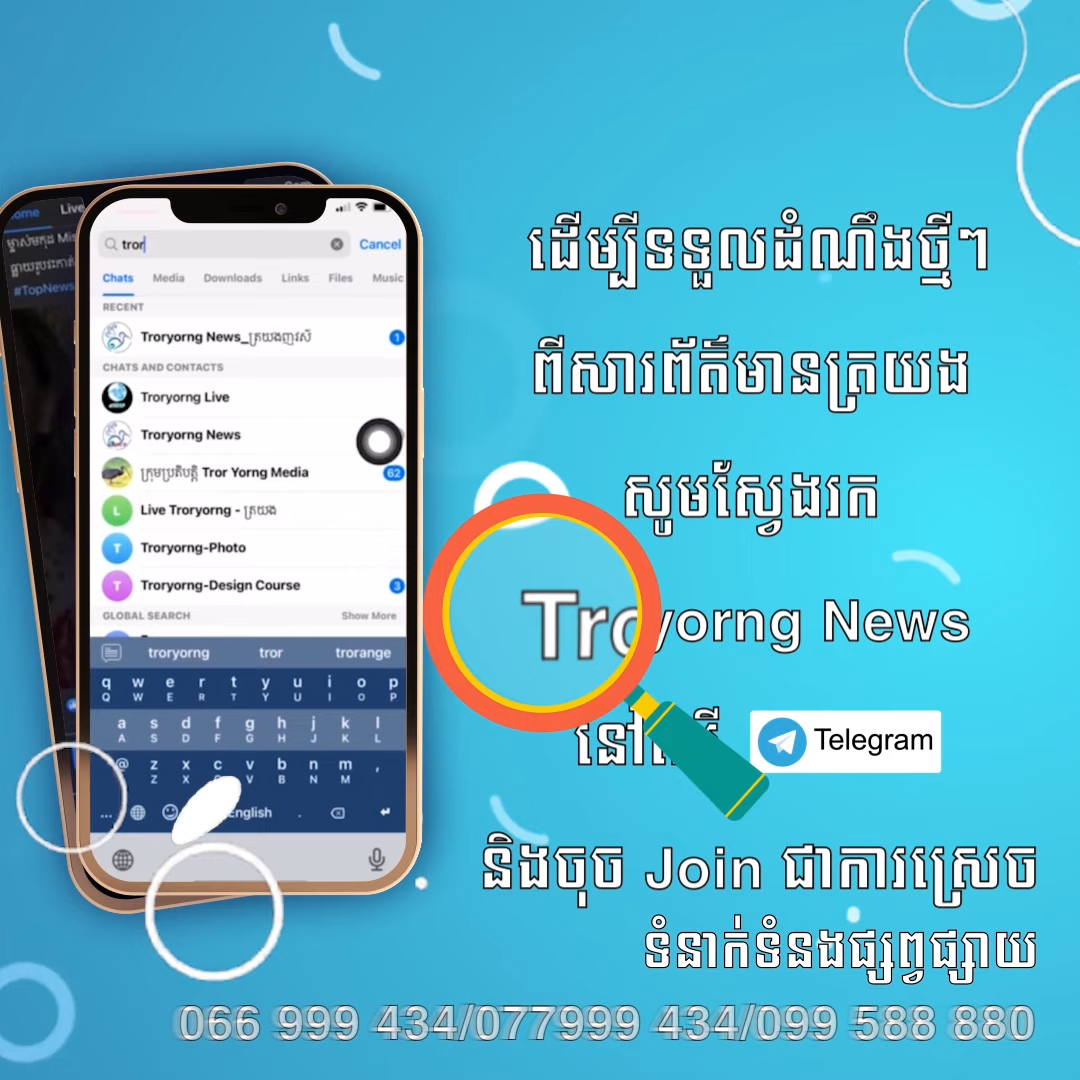 Home Live
#TopNews
tror
Cancel
Chats Media Downloads Links Files Music
RECENT
Troryorng News_ត្រយងញូវស៍ 1
CHATS AND CONTACTS
Troryorng Live
Troryorng News
ក្រុមប្រតិបត្តិ Tror Yorng Media 62
L Live Troryorng - ត្រយង
T Troryorng-Photo
T Troryorng-Design Course 3
GLOBAL SEARCH Show More
troryorng tror trorange
q w e r t y u i o p
Q W E R T Y U I O P
a s d f g h j k l
A S D F G H J K L
@ z x c v b n m ,
Z X C V B N M
... English .
ដើម្បីទទួលដំណឹងថ្មីៗ
ពីសារព័ត៌មានត្រយង
សូមស្វែងរក
Troryorng News
នៅលើ Telegram
និងចុច Join ជាការស្រេច
ទំនាក់ទំនងផ្សព្វផ្សាយ
066 999 434/077999 434/099 588 880